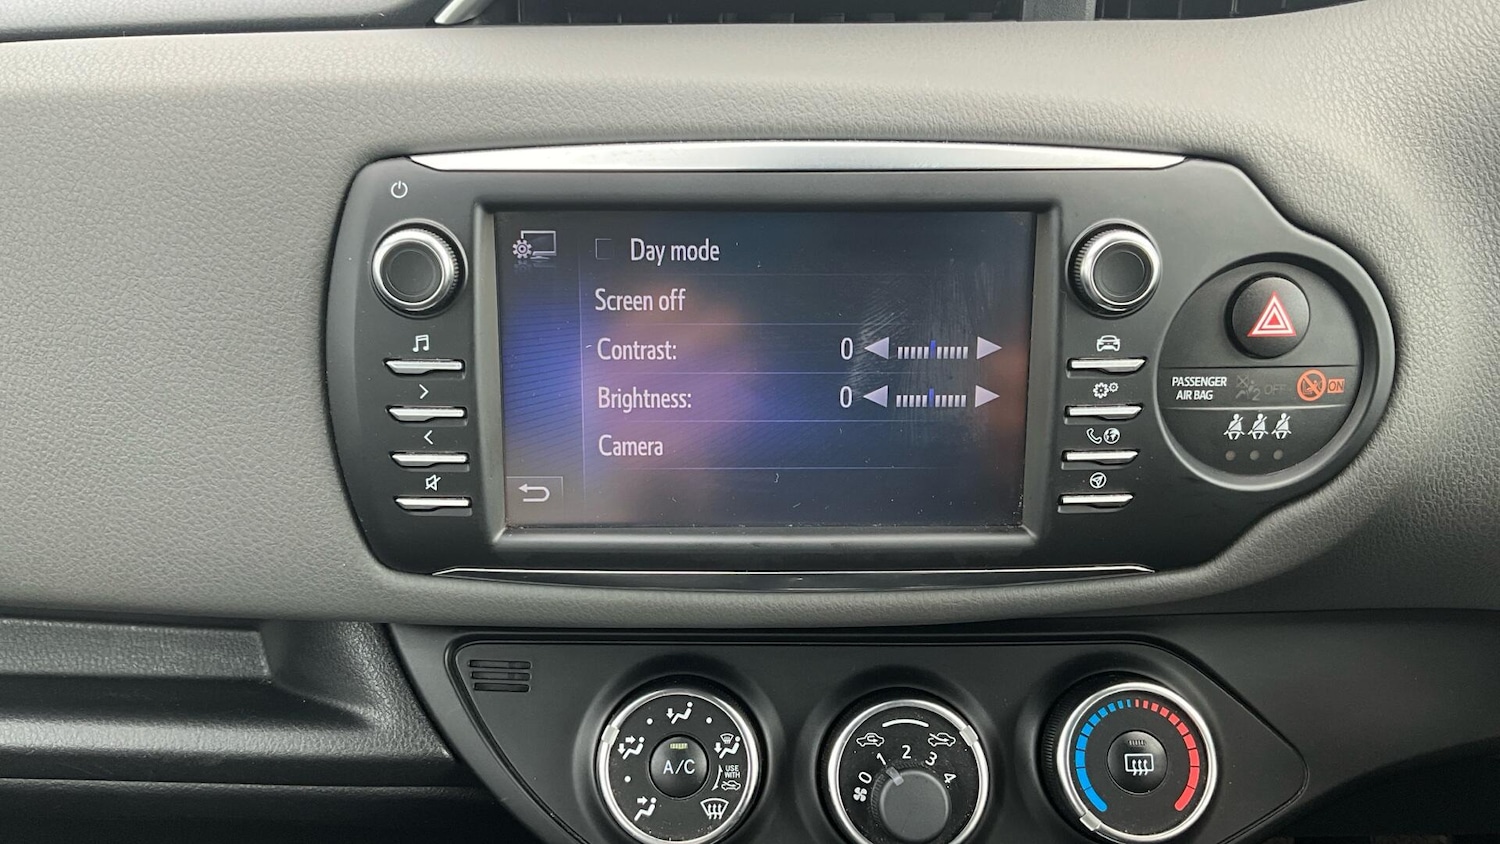 Day mode
Screen off
Contrast: 0
Brightness: 0
Camera
PASSENGER
AIR BAG
2 OFF
ON
A/C
USE
WITH
0 1 2 3 4